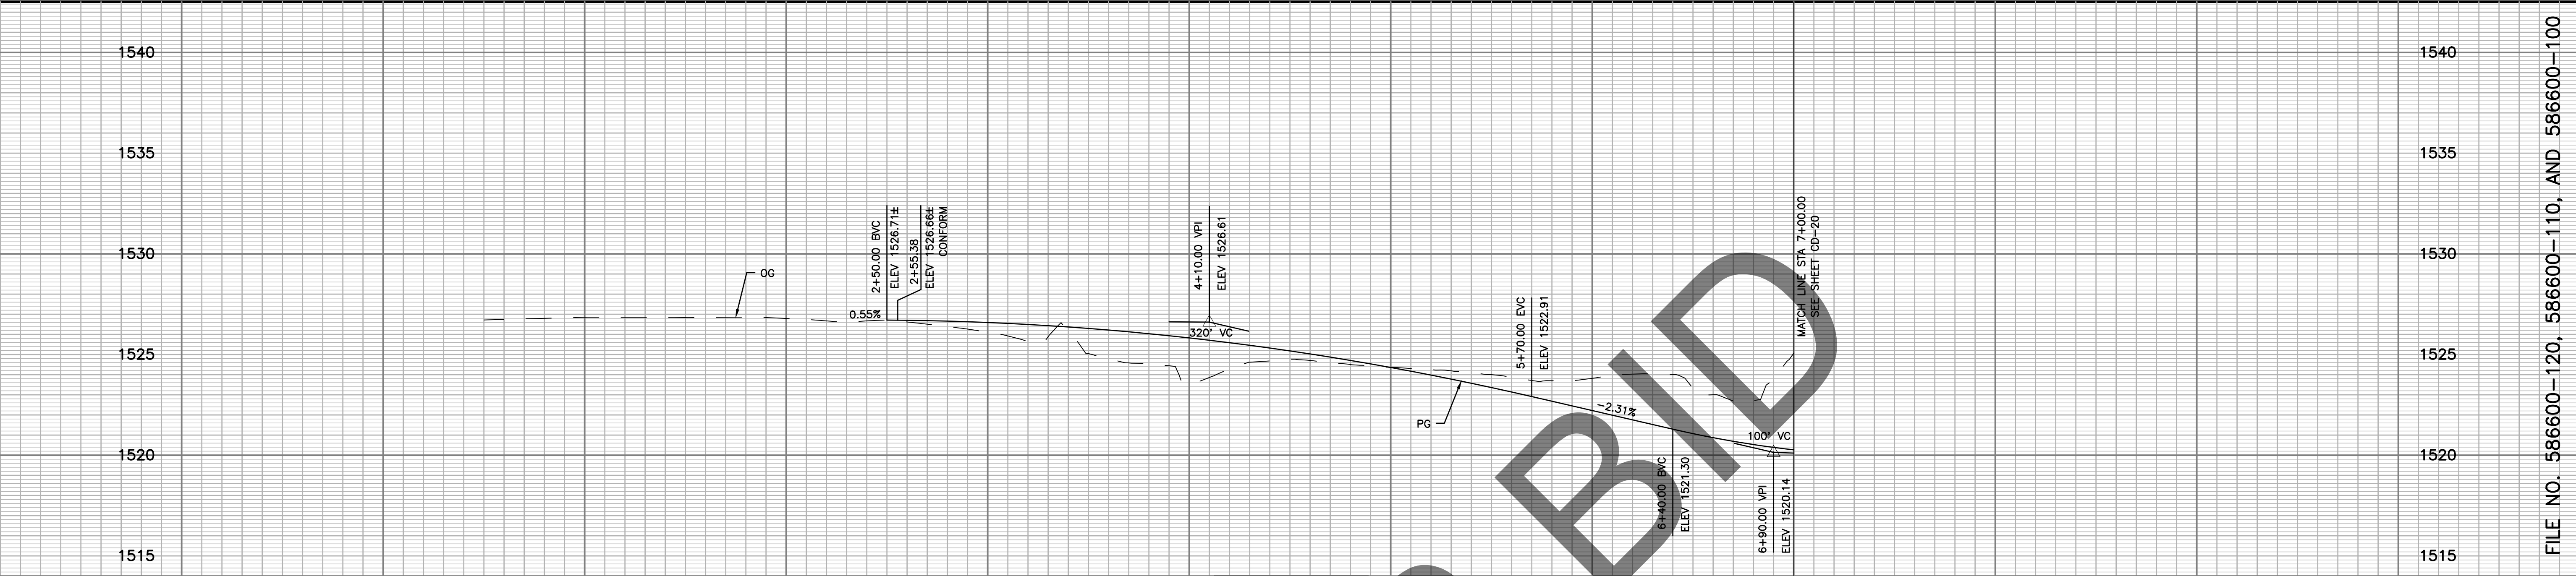 1540
1535
1530
1525
1520
1515
OG
0.55%
2+50.00 BVC
ELEV 1526.71±
2+55.38
ELEV 1526.66±
CONFORM
4+10.00 VPI
ELEV 1526.61
320' VC
PG
5+70.00 EVC
ELEV 1522.91
-2.31%
6+40.00 BVC
ELEV 1521.30
100' VC
6+90.00 VPI
ELEV 1520.14
MATCH LINE STA 7+00.00
SEE SHEET CD-20
BID
1540
1535
1530
1525
1520
1515
FILE NO. 586600-120, 586600-110, AND 586600-100